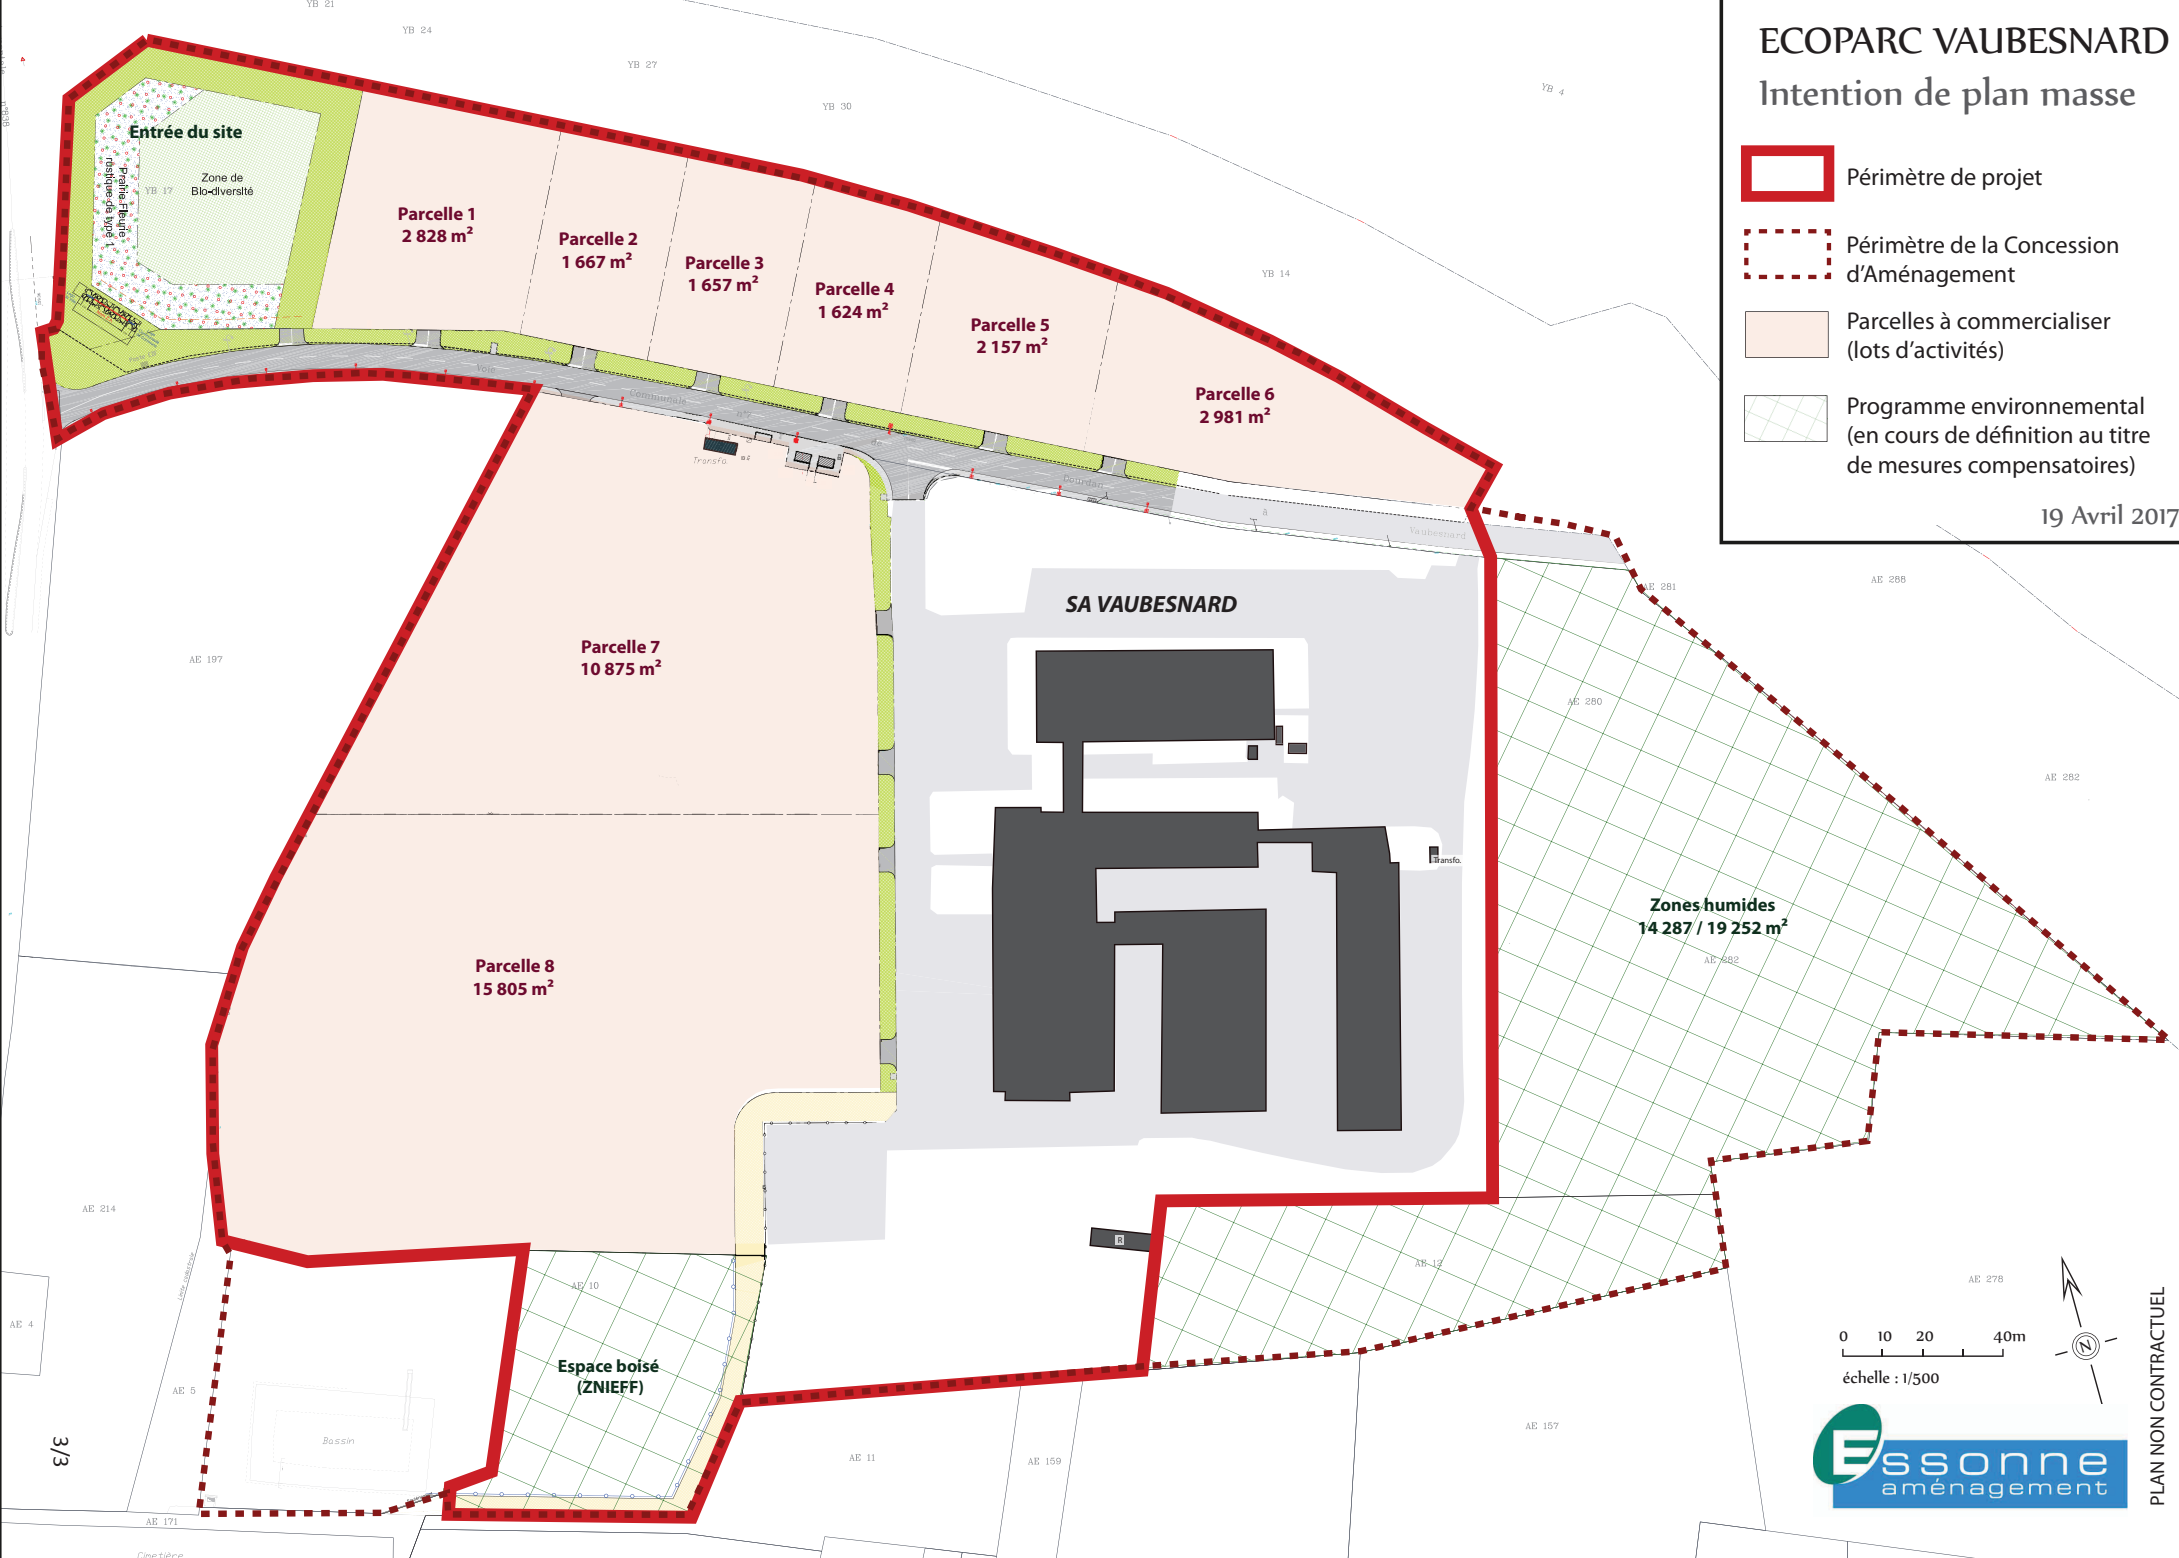 ECOPARC VAUBESNARD
Intention de plan masse
Périmètre de projet
Périmètre de la Concession
d'Aménagement
Parcelles à commercialiser
(lots d'activités)
Programme environnemental
(en cours de définition au titre
de mesures compensatoires)
19 Avril 2017
YB 21
YB 24
YB 27
YB 30
YB 4
YB 14
Entrée du site
Zone de
Bio-diversité
YB 17
Prairie Fleurie
rustique de type 1
Parcelle 1
2 828 m²
Parcelle 2
1 667 m²
Parcelle 3
1 657 m²
Parcelle 4
1 624 m²
Parcelle 5
2 157 m²
Parcelle 6
2 981 m²
Voie
Communale
de
Dourdan
à
Vaubesnard
Transfo.
SA VAUBESNARD
AE 281
AE 288
AE 197
Parcelle 7
10 875 m²
AE 280
AE 282
Transfo.
Zones humides
14 287 / 19 252 m²
AE 282
Parcelle 8
15 805 m²
AE 214
R
AE 12
AE 278
AE 10
AE 4
AE 5
Espace boisé
(ZNIEFF)
Bassin
AE 11
AE 159
AE 157
AE 171
Cimetière
3/3
0 10 20 40m
échelle : 1/500
N
Essonne
aménagement
PLAN NON CONTRACTUEL